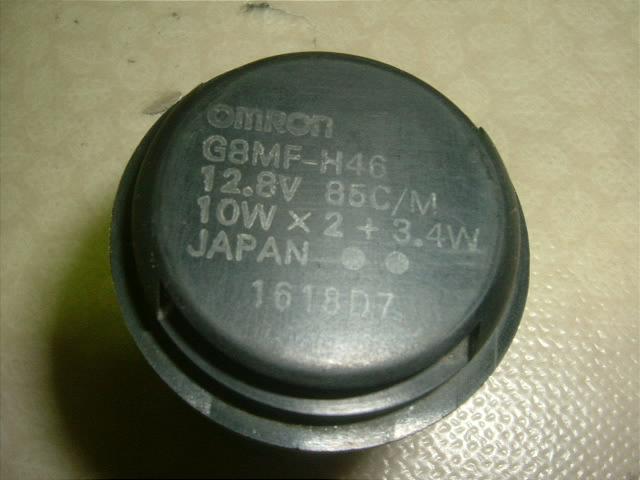 OMRON
G8MF-H46
12.8V 85C/M
10W × 2 + 3.4W
JAPAN
1618D7